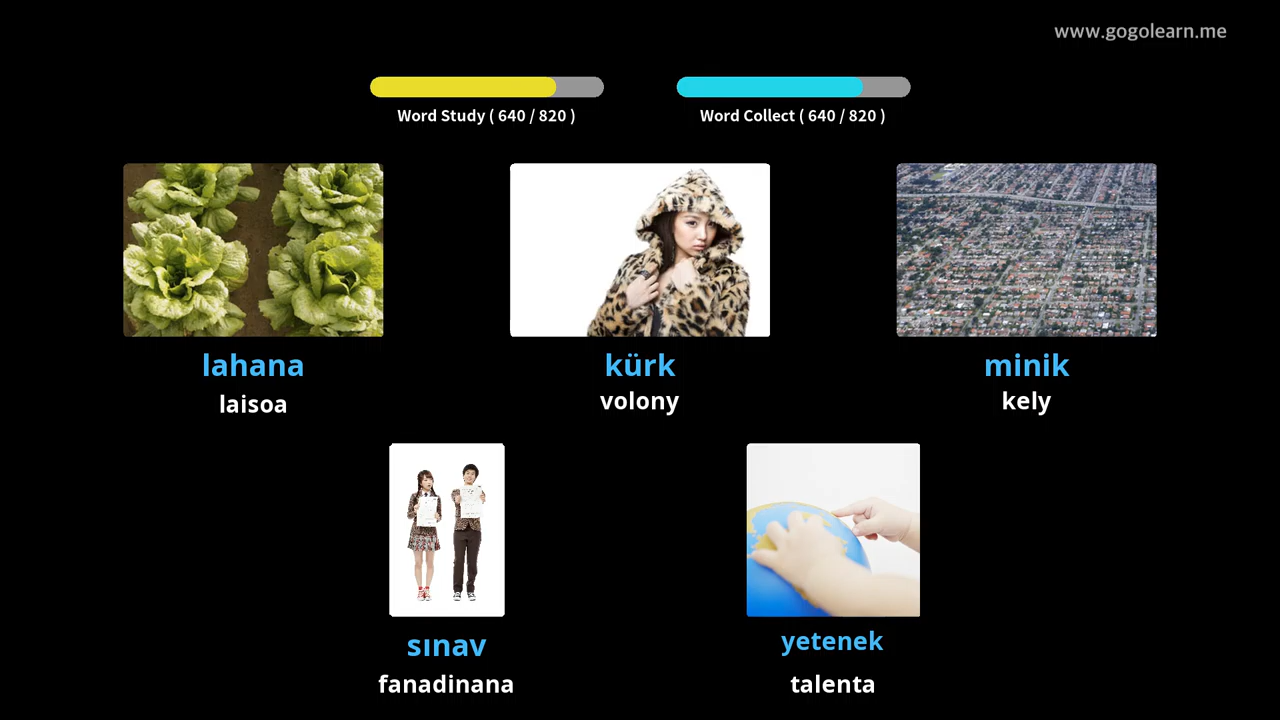 www.gogolearn.me
Word Study ( 640 / 820 )
Word Collect ( 640 / 820 )
lahana
laisoa
kürk
volony
minik
kely
sınav
fanadinana
yetenek
talenta